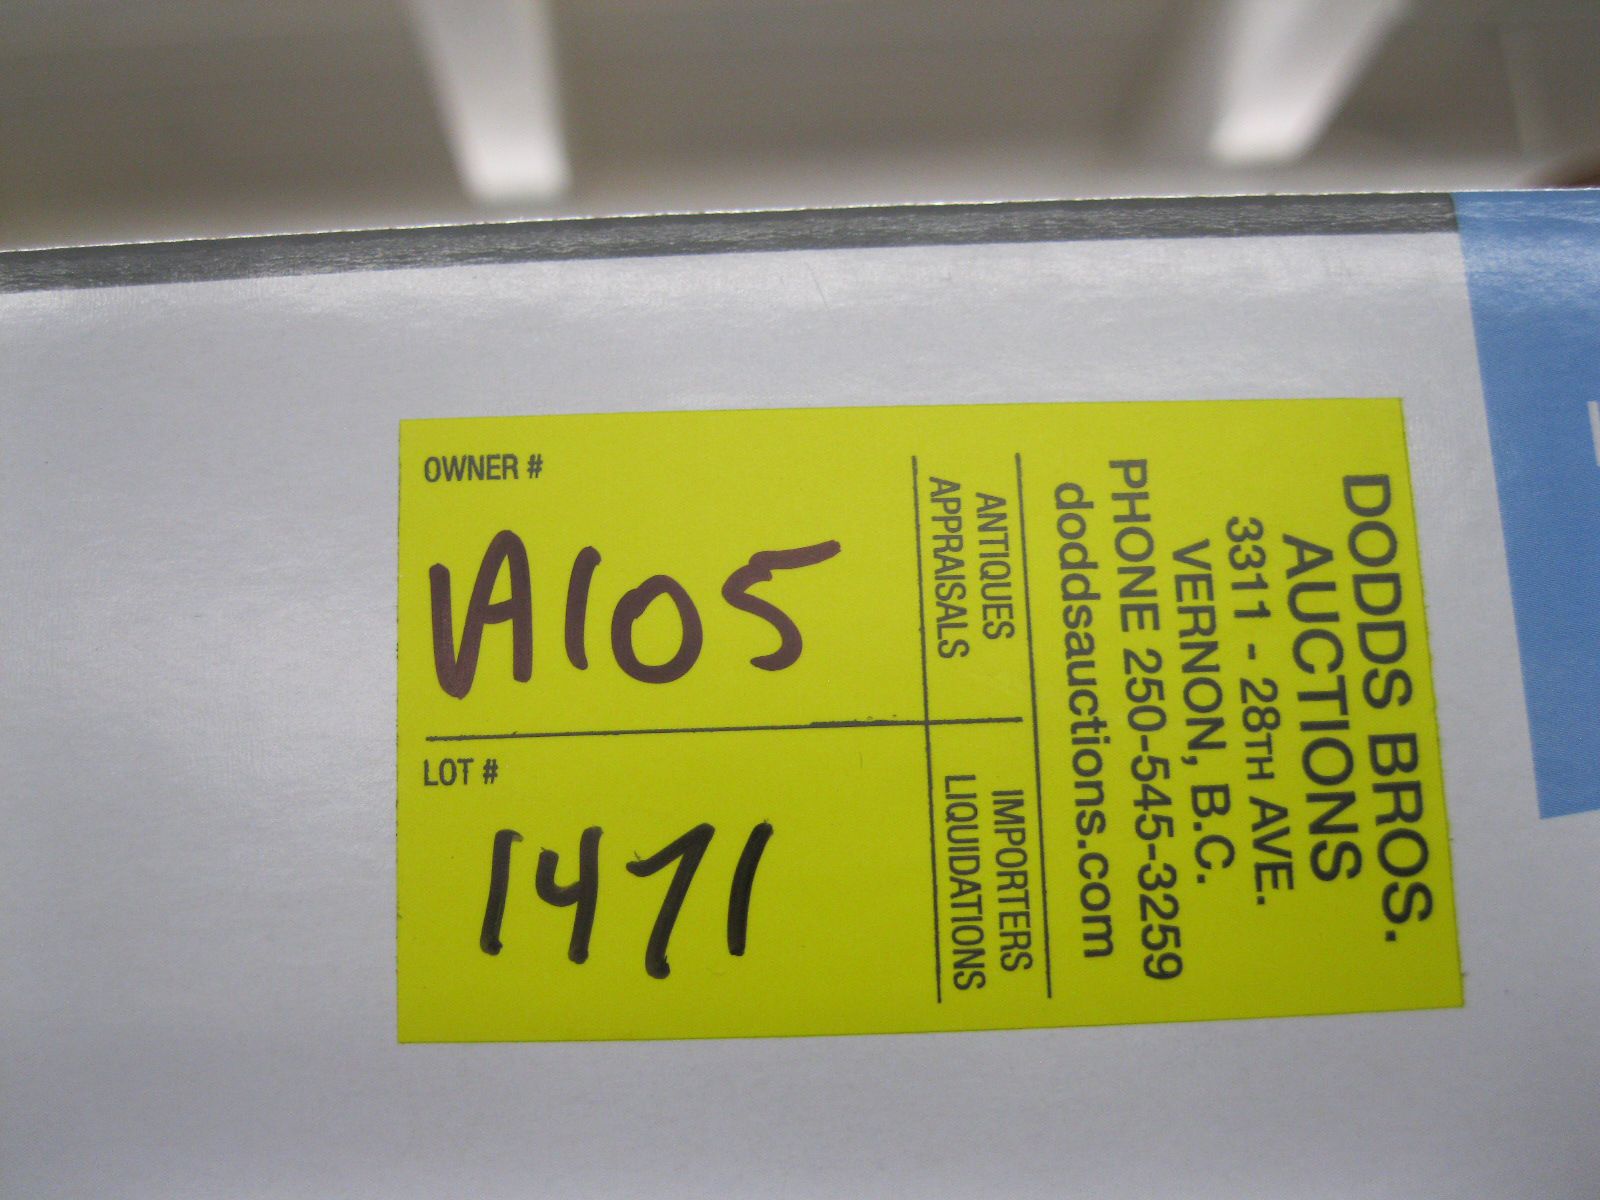 DODDS BROS.
AUCTIONS
3311 - 28TH AVE.
VERNON, B.C.
PHONE 250-545-3259
doddsauctions.com
ANTIQUES
APPRAISALS
IMPORTERS
LIQUIDATIONS
OWNER #
A105
LOT #
1471